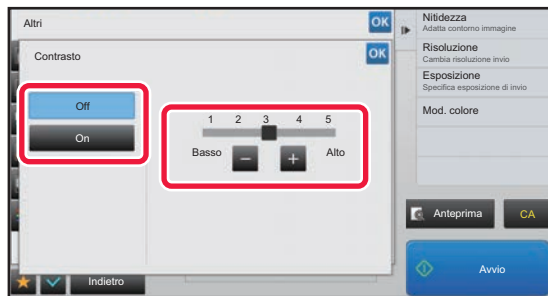 Altri
OK
Contrasto
OK
Off
On
1 2 3 4 5
Basso
Alto
Indietro
Nitidezza
Adatta contorno immagine
Risoluzione
Cambia risoluzione invio
Esposizione
Specifica esposizione di invio
Mod. colore
Anteprima
CA
Avvio